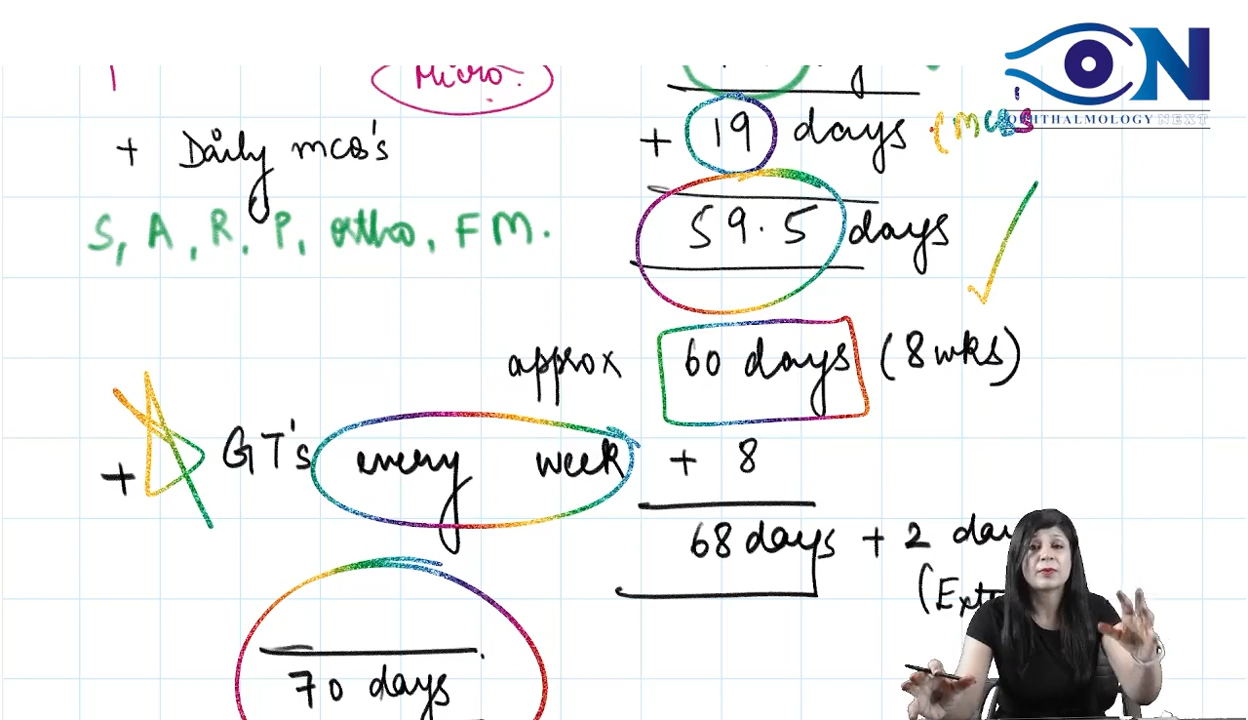 Micro.
+ Daily mcQ's
+ 19 days (mcQ's
OPHTHALMOLOGY NEXT
S, A, R, P, ortho, FM.
59.5 days
approx 60 days (8 wks)
+ GT's every week + 8
68 days + 2 day
(Ext
70 days